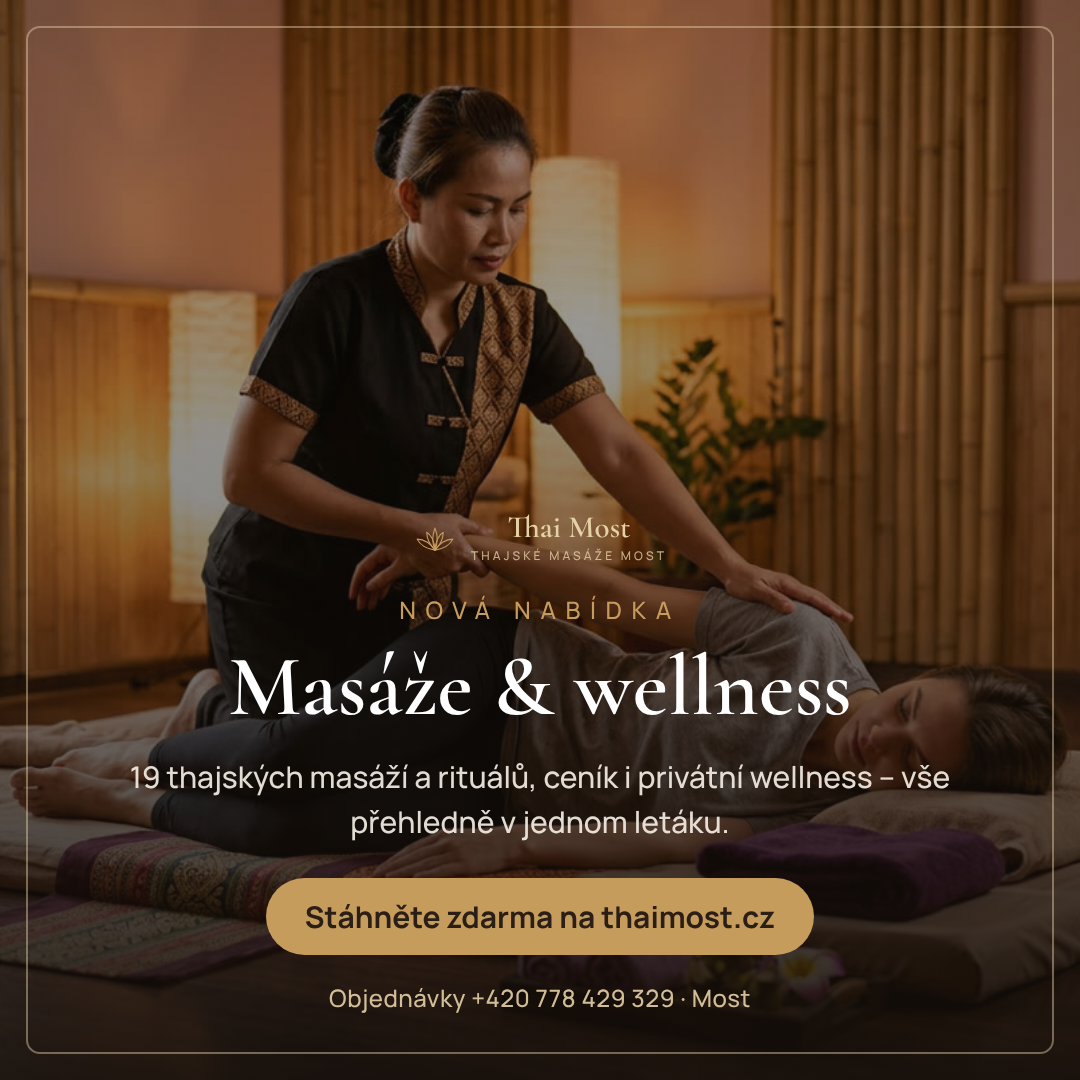 Thai Most
THAJSKÉ MASÁŽE MOST
NOVÁ NABÍDKA
Masáže & wellness
19 thajských masáží a rituálů, ceník i privátní wellness – vše
přehledně v jednom letáku.
Stáhněte zdarma na thaimost.cz
Objednávky +420 778 429 329 · Most